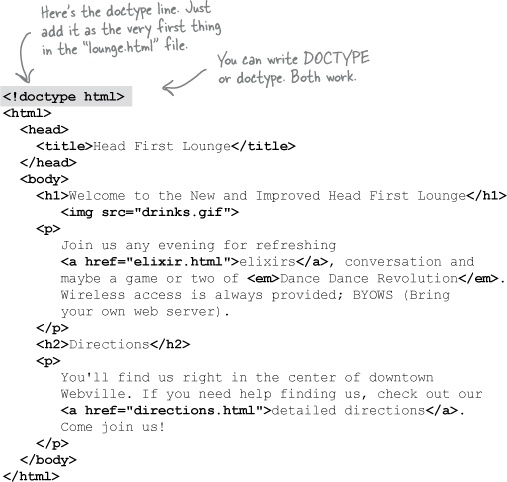 Here's the doctype line. Just
add it as the very first thing
in the "lounge.html" file.
You can write DOCTYPE
or doctype. Both work.
<!doctype html>
<html>
<head>
<title>Head First Lounge</title>
</head>
<body>
<h1>Welcome to the New and Improved Head First Lounge</h1>
<img src="drinks.gif">
<p>
Join us any evening for refreshing
<a href="elixir.html">elixirs</a>, conversation and
maybe a game or two of <em>Dance Dance Revolution</em>.
Wireless access is always provided; BYOWS (Bring
your own web server).
</p>
<h2>Directions</h2>
<p>
You'll find us right in the center of downtown
Webville. If you need help finding us, check out our
<a href="directions.html">detailed directions</a>.
Come join us!
</p>
</body>
</html>